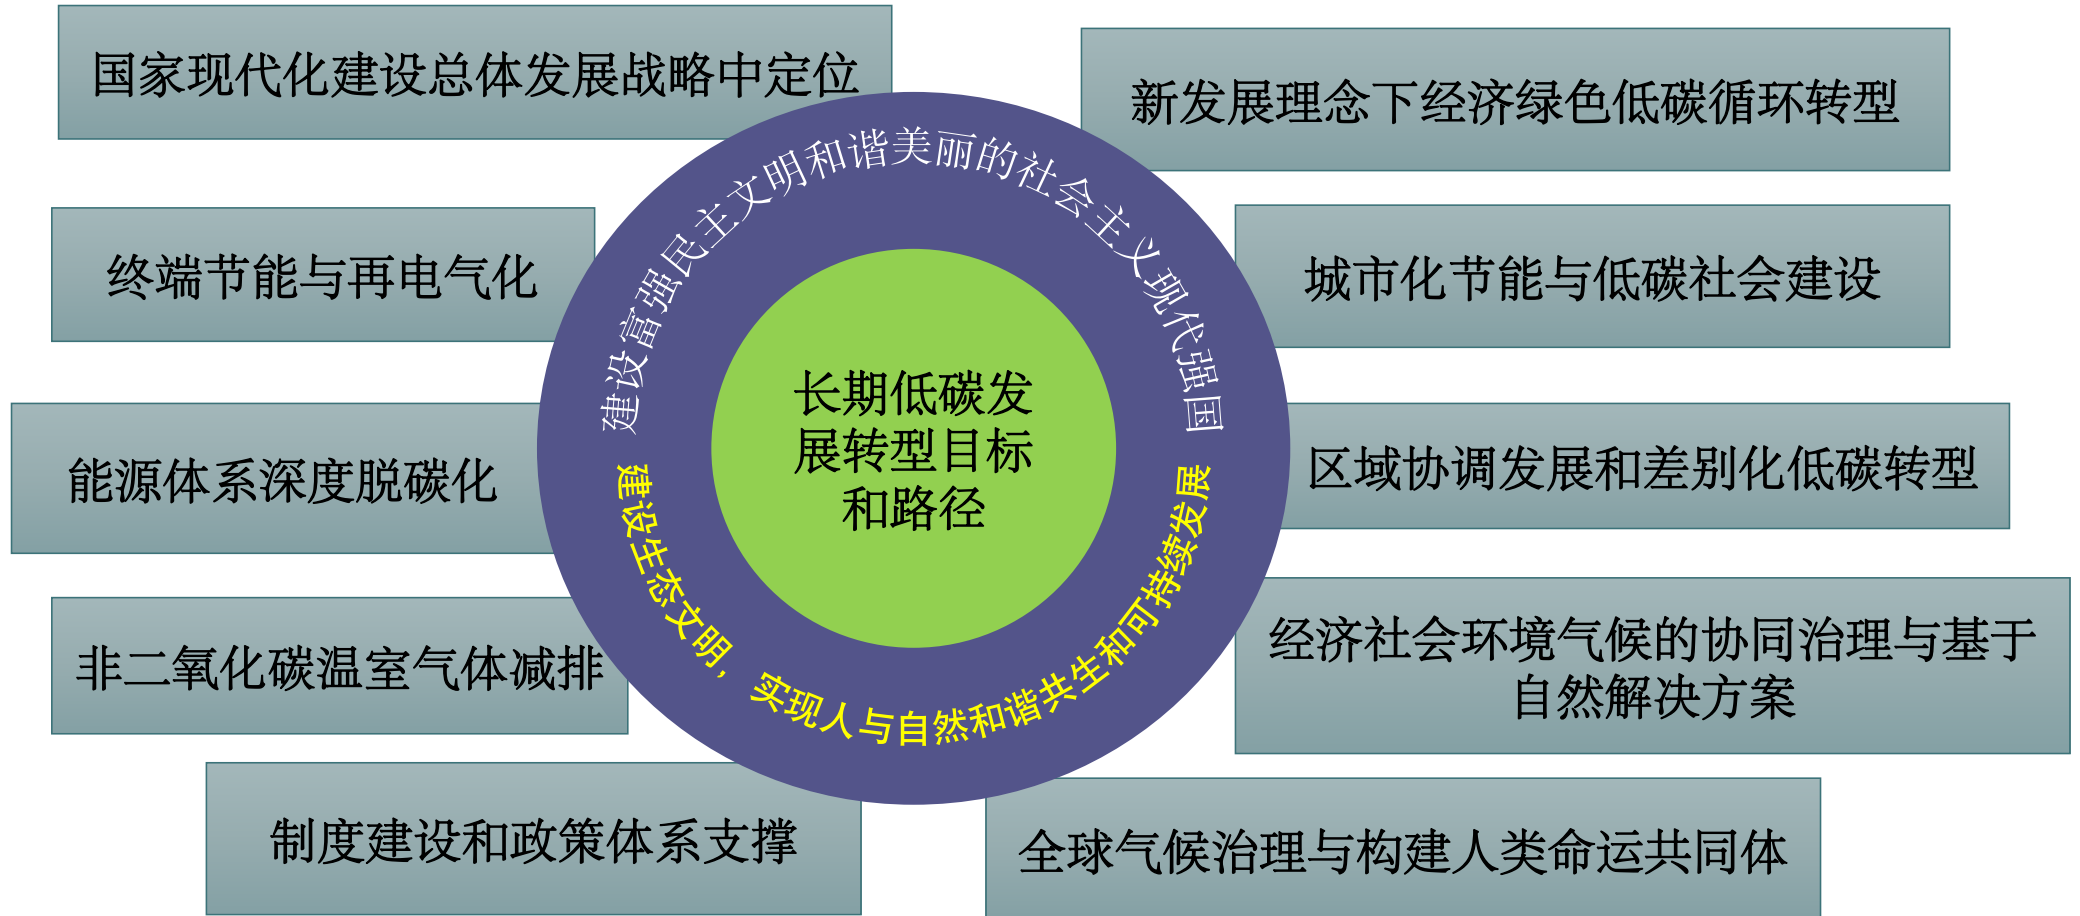 国家现代化建设总体发展战略中定位
新发展理念下经济绿色低碳循环转型
建设富强民主文明和谐美丽的社会主义现代强国
终端节能与再电气化
城市化节能与低碳社会建设
长期低碳发
展转型目标
和路径
能源体系深度脱碳化
区域协调发展和差别化低碳转型
建设生态文明，实现人与自然和谐共生和可持续发展
非二氧化碳温室气体减排
经济社会环境气候的协同治理与基于
自然解决方案
制度建设和政策体系支撑
全球气候治理与构建人类命运共同体